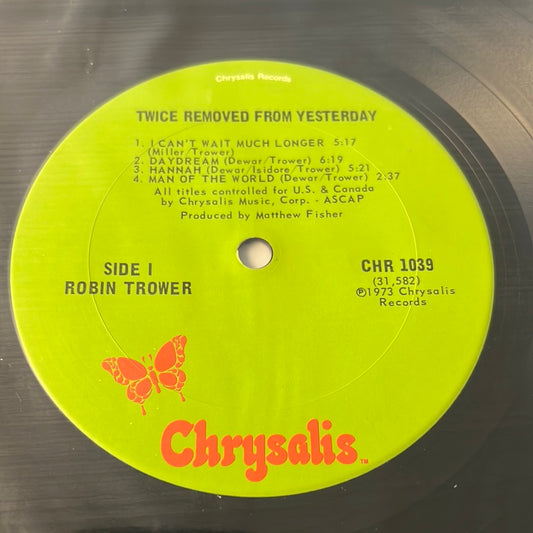 Chrysalis Records
TWICE REMOVED FROM YESTERDAY
1. I CAN'T WAIT MUCH LONGER 5:17
(Miller/Trower)
2. DAYDREAM (Dewar/Trower) 6:19
3. HANNAH (Dewar/Isidore/Trower) 5:21
4. MAN OF THE WORLD (Dewar/Trower) 2:37
All titles controlled for U.S. & Canada
by Chrysalis Music, Corp. - ASCAP
Produced by Matthew Fisher
SIDE I
ROBIN TROWER
CHR 1039
(31,582)
℗1973 Chrysalis
Records
Chrysalis™